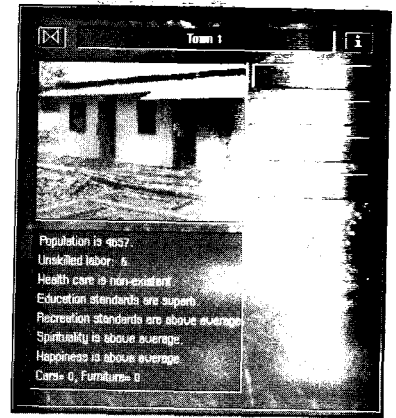 Town 1
i
Population is 4657.
Unskilled labor: 6
Health care is non-existent
Education standards are superb
Recreation standards are above average
Spirituality is above average.
Happiness is above average.
Cars= 0, Furniture= 0